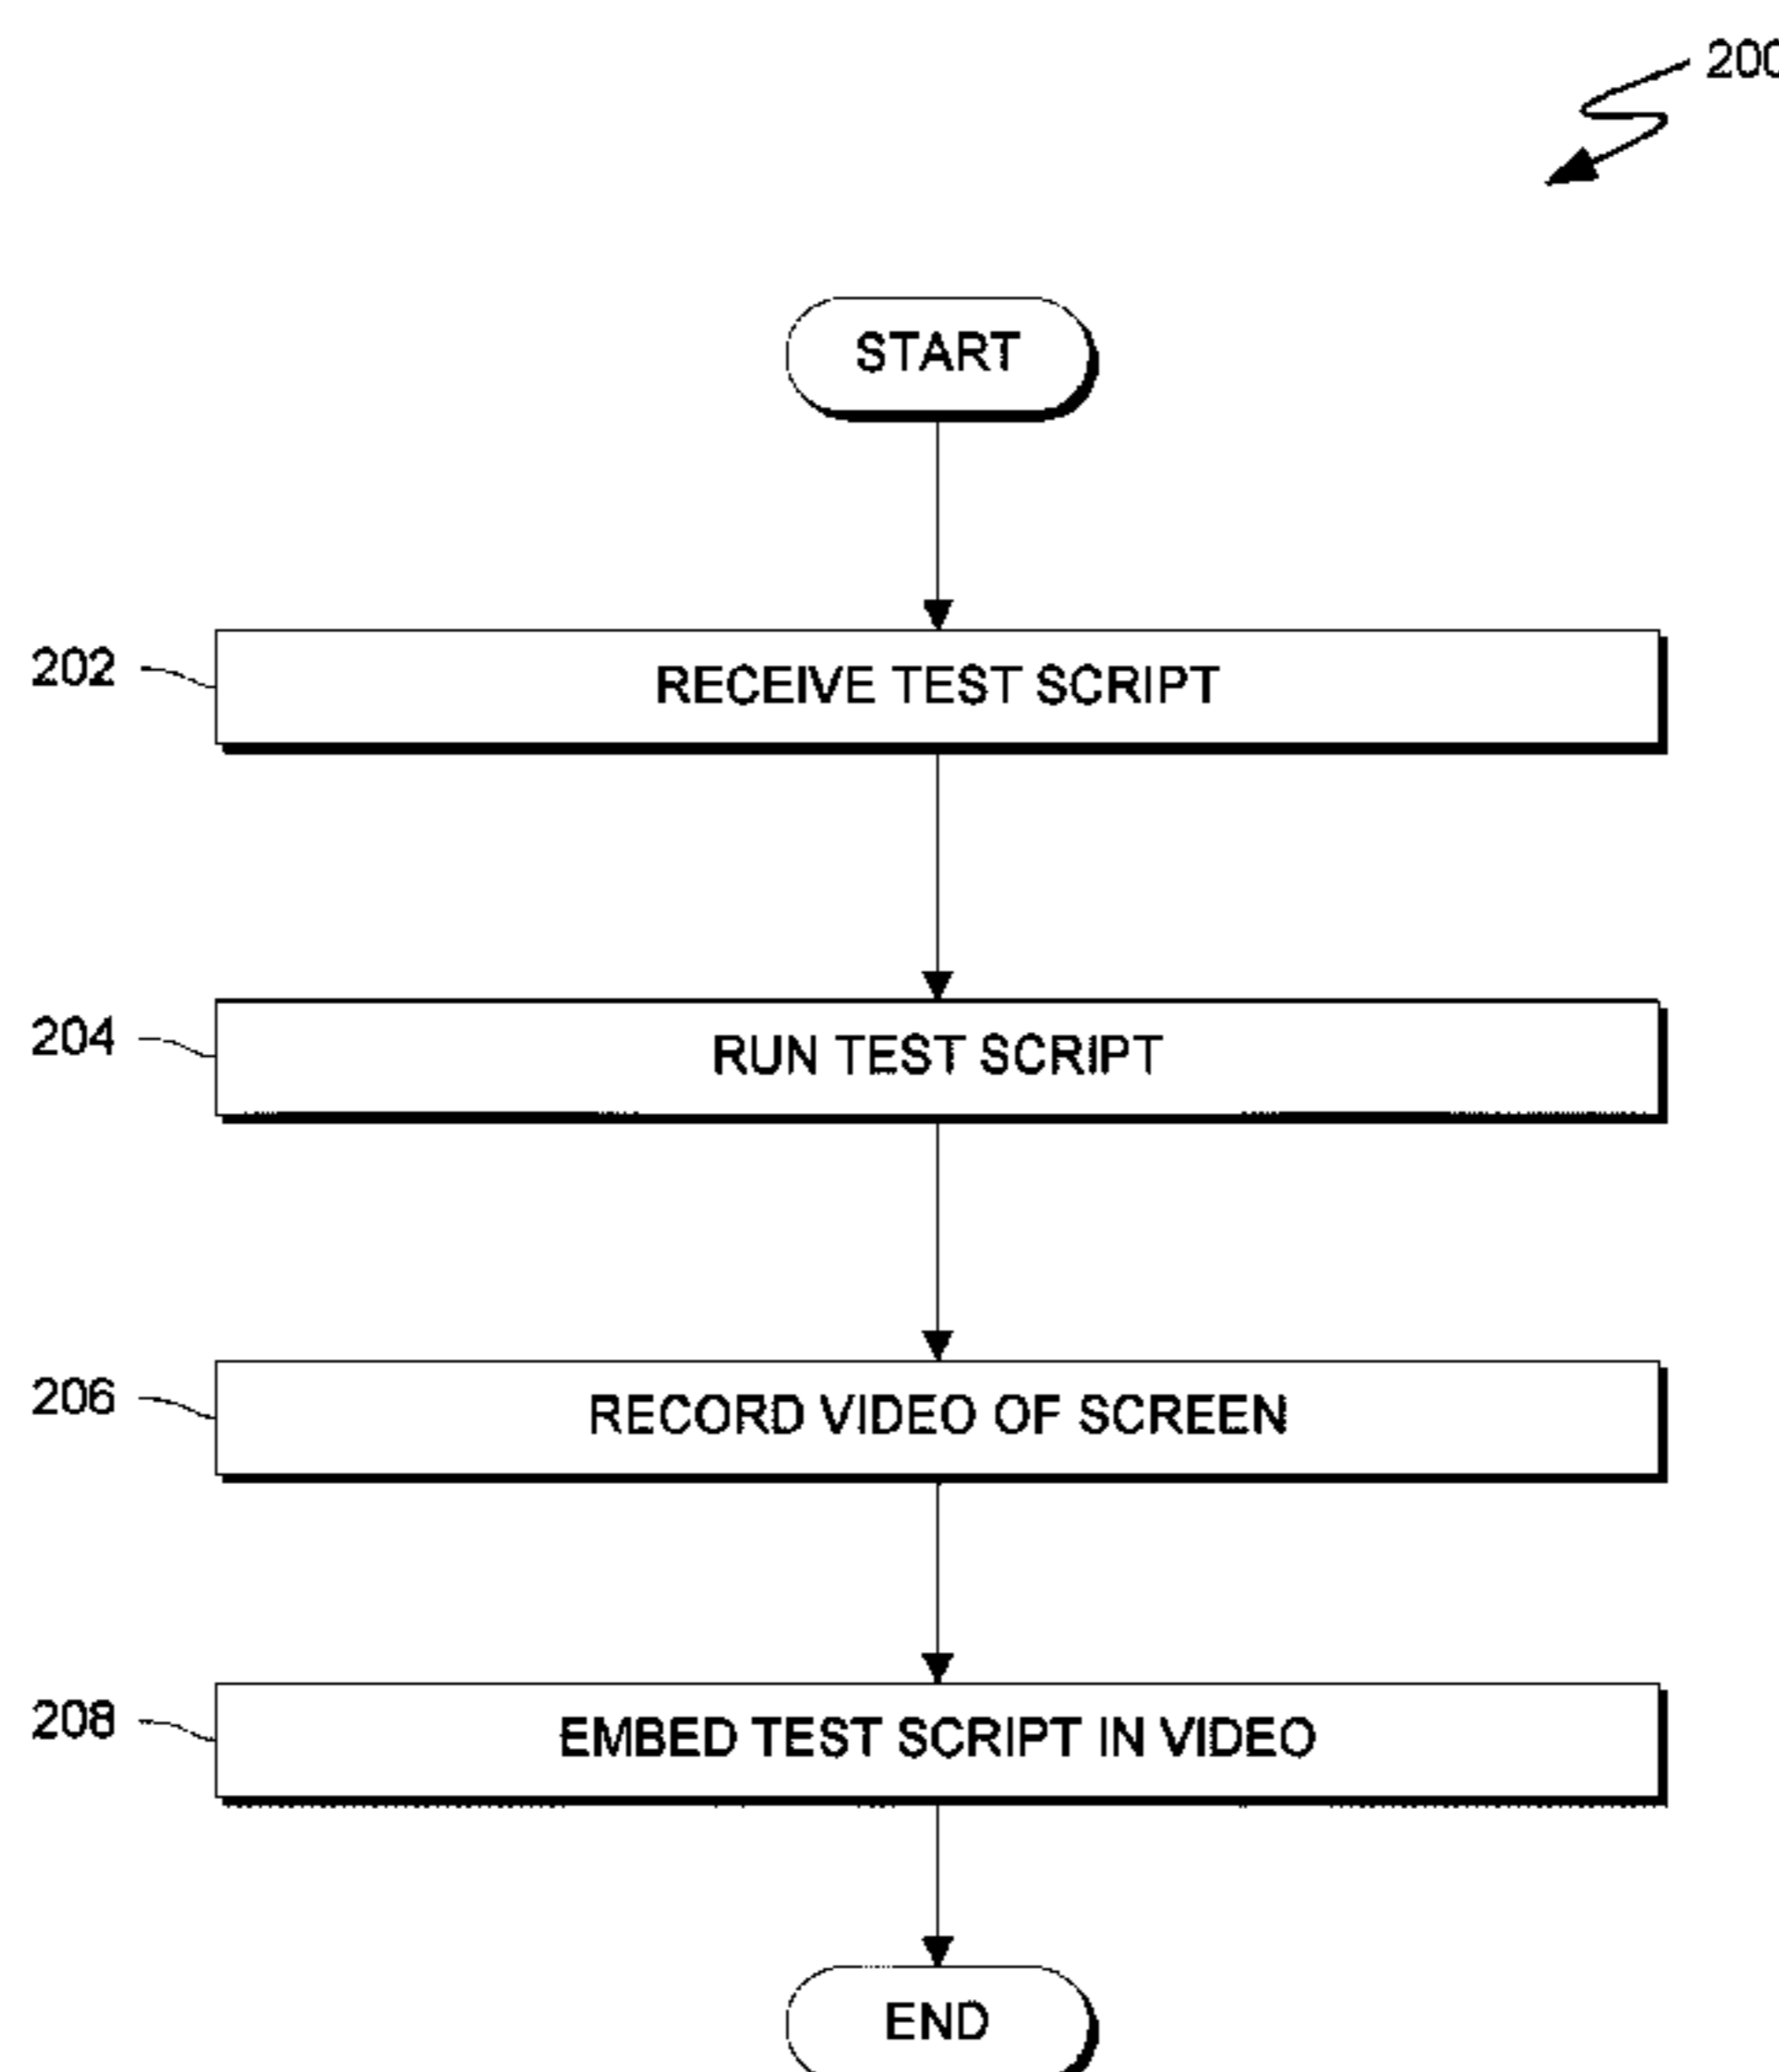 200
START
202
RECEIVE TEST SCRIPT
204
RUN TEST SCRIPT
206
RECORD VIDEO OF SCREEN
208
EMBED TEST SCRIPT IN VIDEO
END